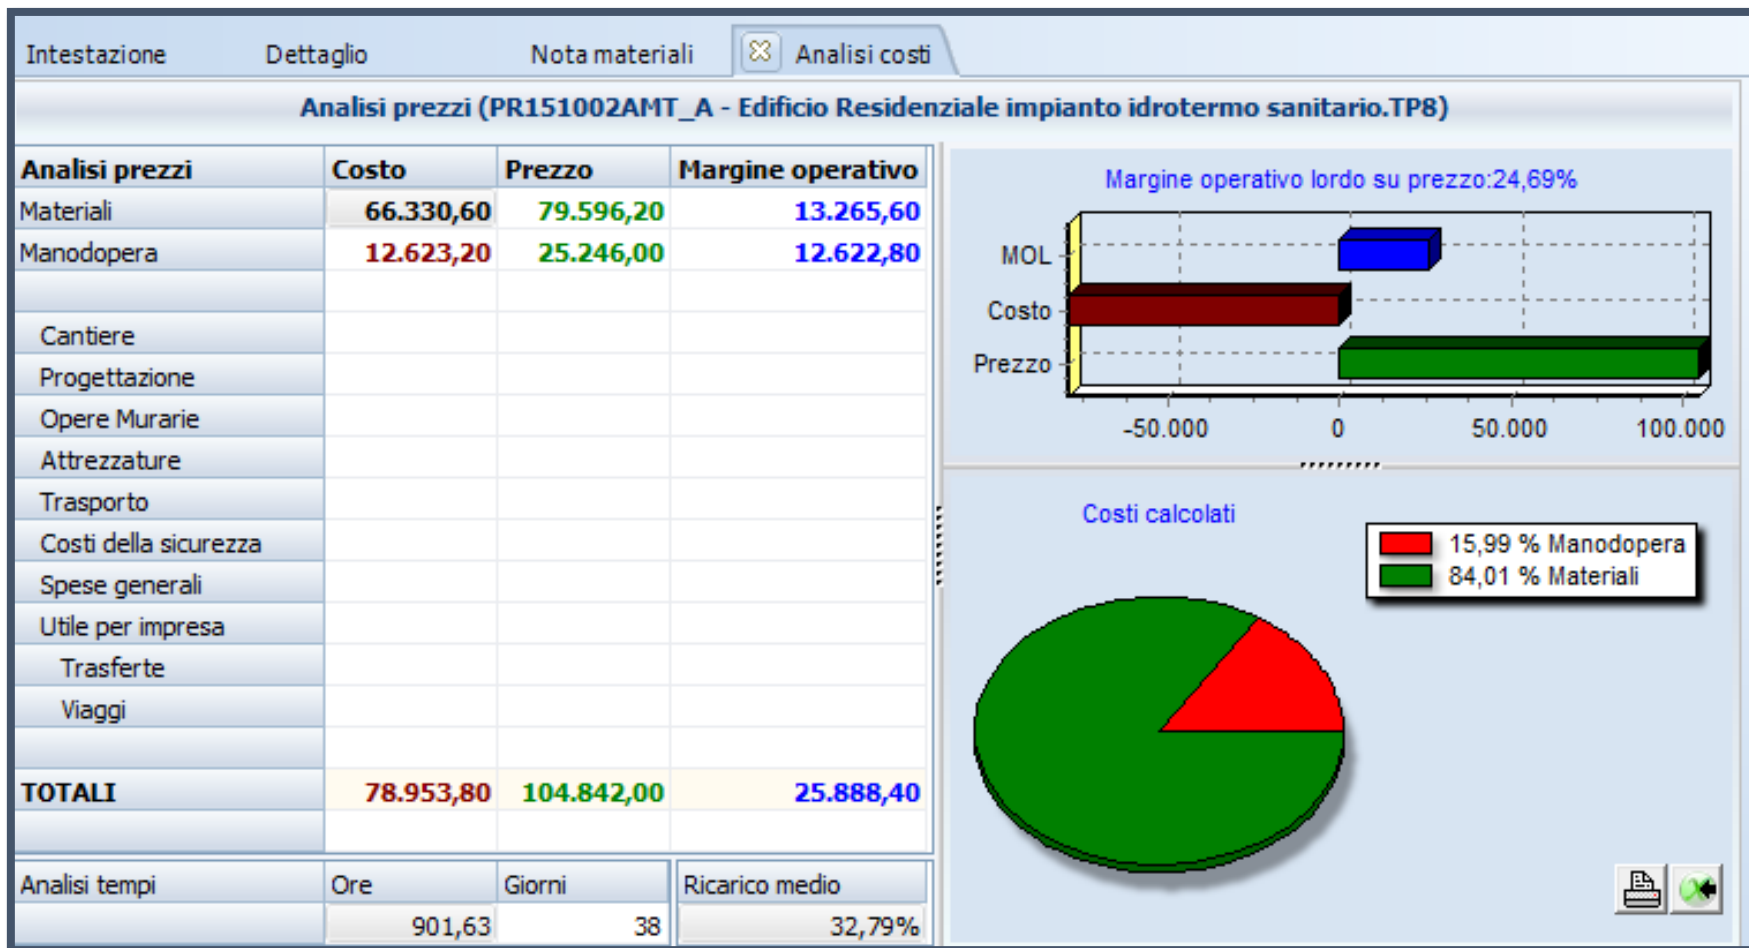 Intestazione Dettaglio Nota materiali Analisi costi
Analisi prezzi (PR151002AMT_A - Edificio Residenziale impianto idrotermo sanitario.TP8)
Analisi prezzi Costo Prezzo Margine operativo
Materiali 66.330,60 79.596,20 13.265,60
Manodopera 12.623,20 25.246,00 12.622,80
Cantiere
Progettazione
Opere Murarie
Attrezzature
Trasporto
Costi della sicurezza
Spese generali
Utile per impresa
Trasferte
Viaggi
TOTALI 78.953,80 104.842,00 25.888,40
Analisi tempi Ore Giorni Ricarico medio
901,63 38 32,79%
Margine operativo lordo su prezzo:24,69%
MOL
Costo
Prezzo
-50.000 0 50.000 100.000
Costi calcolati
15,99 % Manodopera
84,01 % Materiali